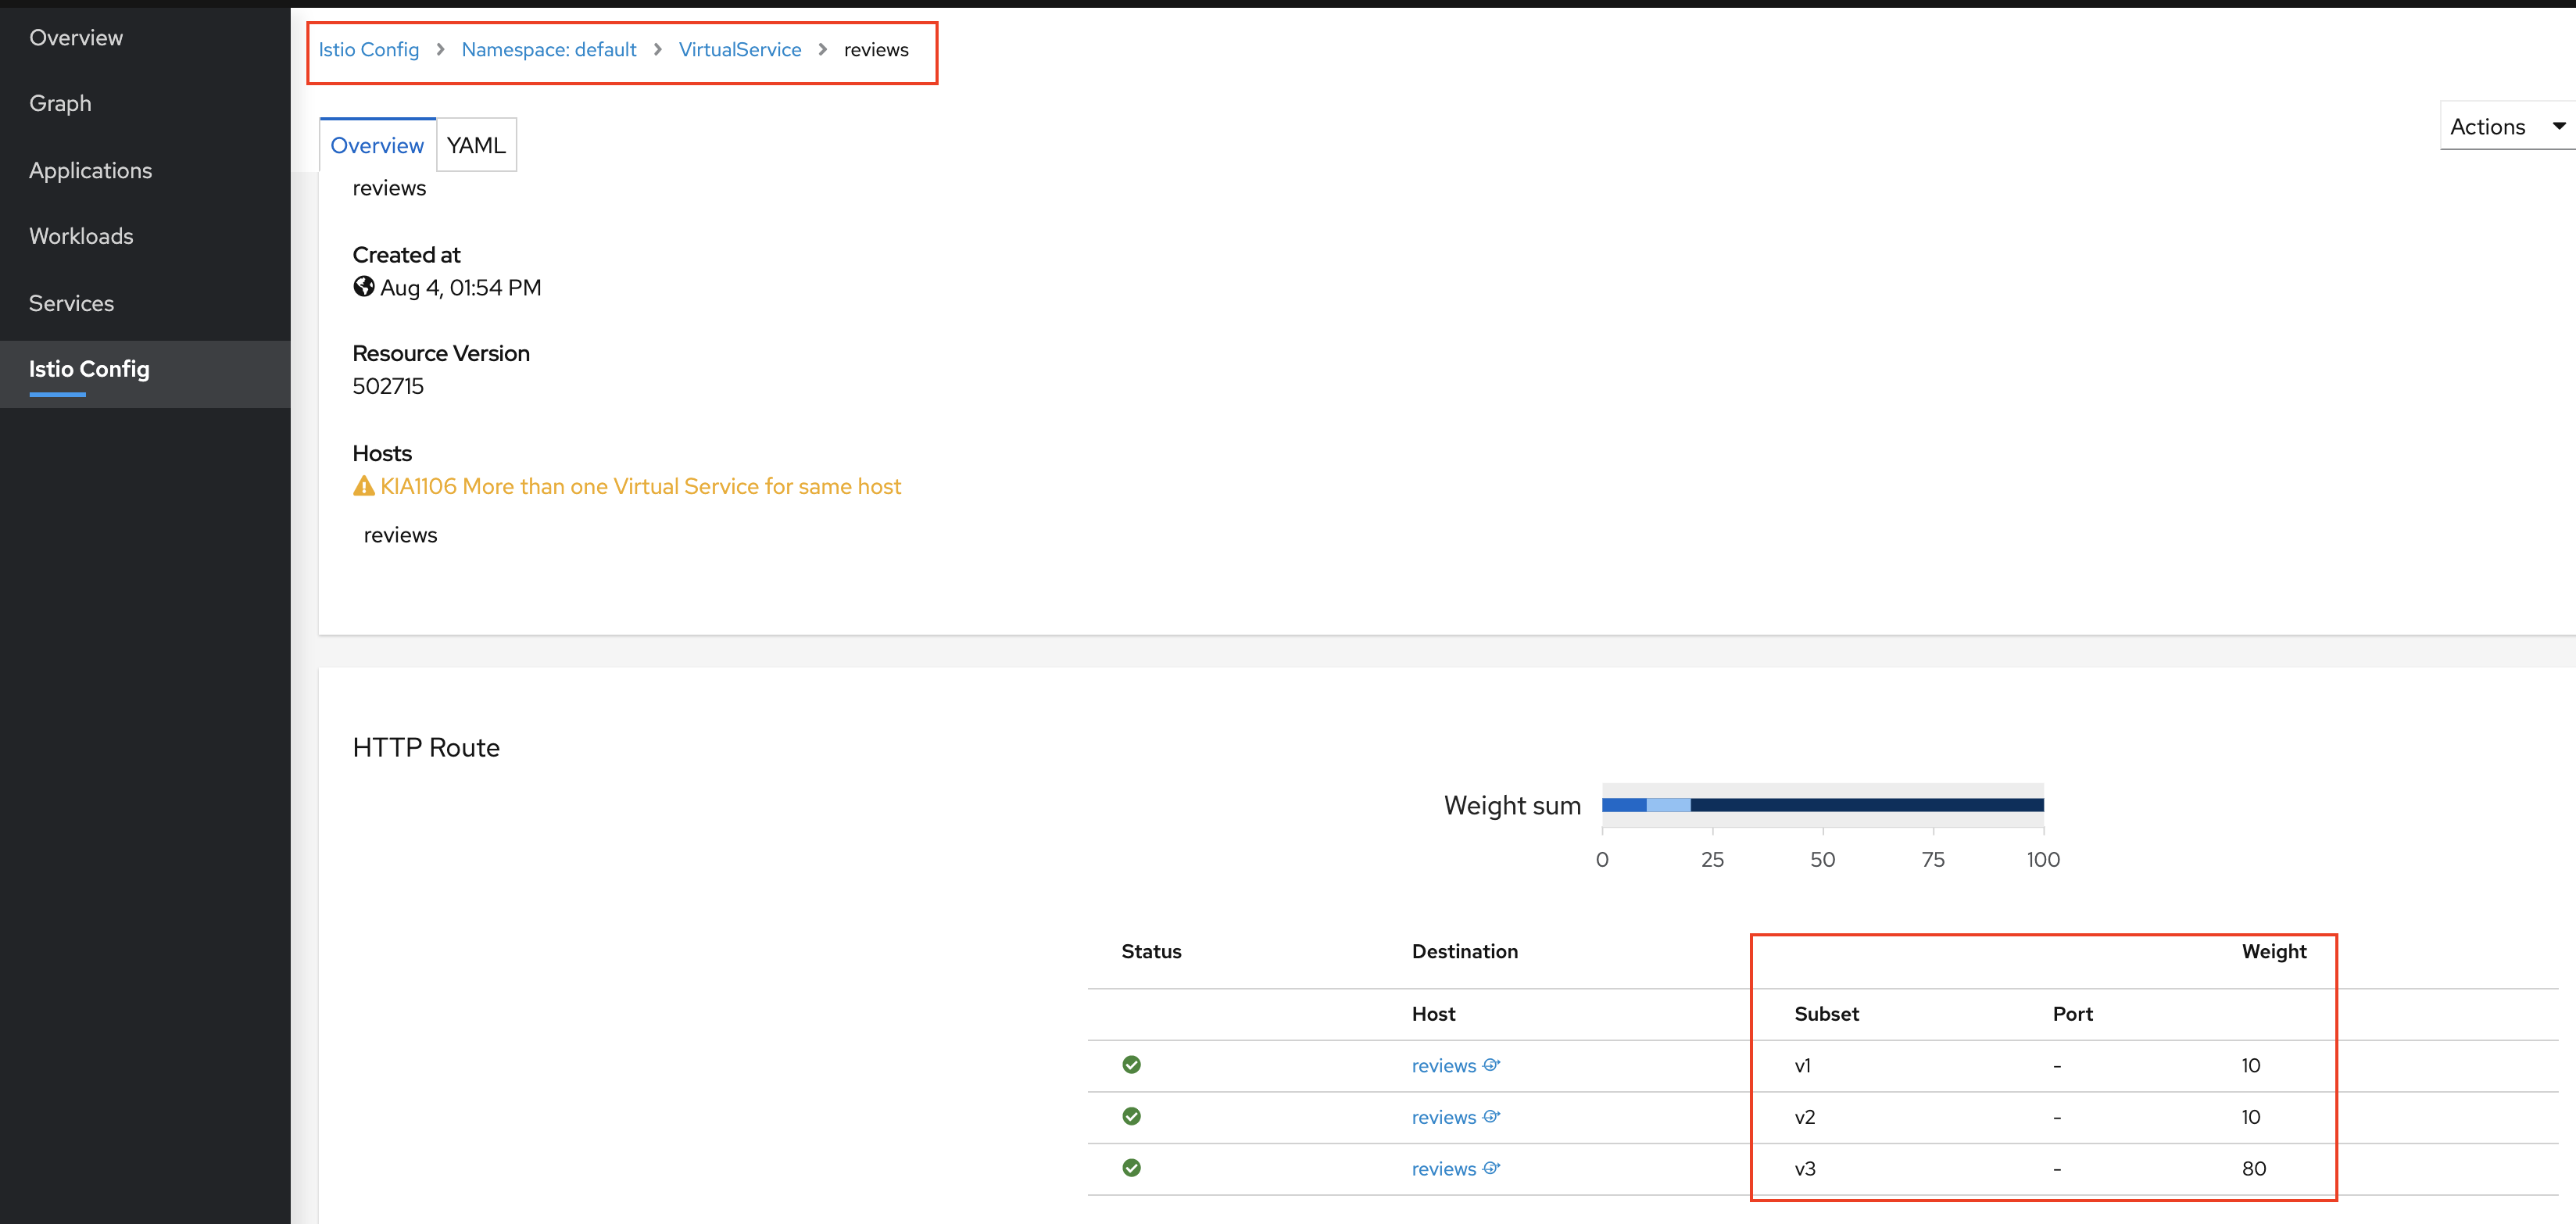 Overview
Graph
Applications
Workloads
Services
Istio Config
Istio Config > Namespace: default > VirtualService > reviews
Overview YAML
Actions
reviews
Created at
Aug 4, 01:54 PM
Resource Version
502715
Hosts
KIA1106 More than one Virtual Service for same host
reviews
HTTP Route
Weight sum
0 25 50 75 100
Status Destination Weight
Host Subset Port
reviews v1 - 10
reviews v2 - 10
reviews v3 - 80